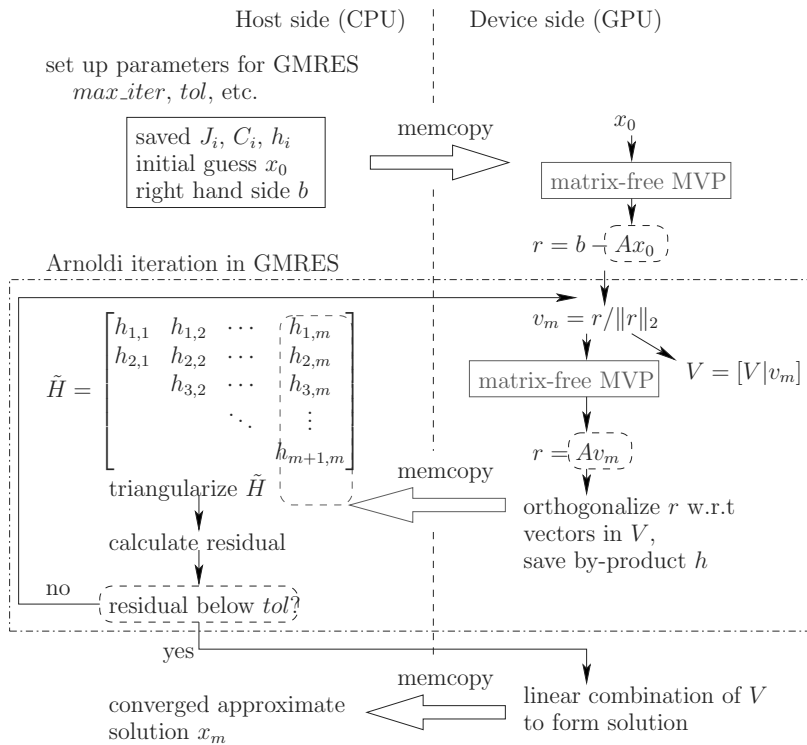 Host side (CPU)
Device side (GPU)
set up parameters for GMRES
max_iter, tol, etc.
saved J_i, C_i, h_i
initial guess x_0
right hand side b
memcopy
x_0
matrix-free MVP
r = b − Ax_0
Arnoldi iteration in GMRES
v_m = r/‖r‖_2
V = [V|v_m]
matrix-free MVP
r = Av_m
H̃ =
h_{1,1} h_{1,2} ⋯ h_{1,m}
h_{2,1} h_{2,2} ⋯ h_{2,m}
h_{3,2} ⋯ h_{3,m}
⋱ ⋮
h_{m+1,m}
memcopy
orthogonalize r w.r.t
vectors in V,
save by-product h
triangularize H̃
calculate residual
no
residual below tol?
yes
linear combination of V
to form solution
memcopy
converged approximate
solution x_m